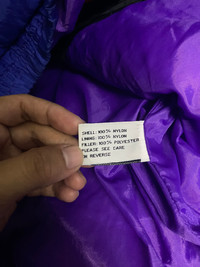 SHELL: 100% NYLON
LINING: 100% NYLON
FILLER: 100% POLYESTER
PLEASE SEE CARE
ON REVERSE